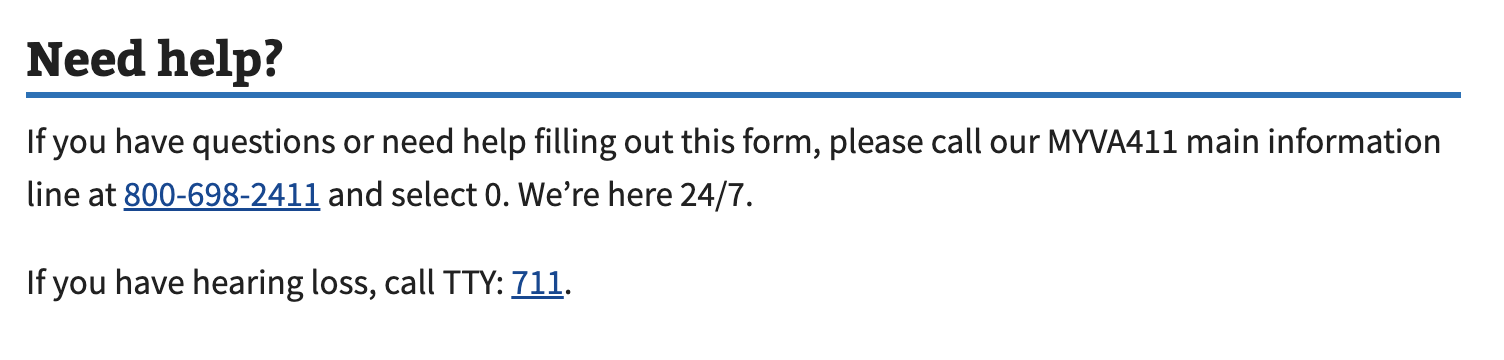 Need help?
If you have questions or need help filling out this form, please call our MYVA411 main information
line at 800-698-2411 and select 0. We’re here 24/7.
If you have hearing loss, call TTY: 711.